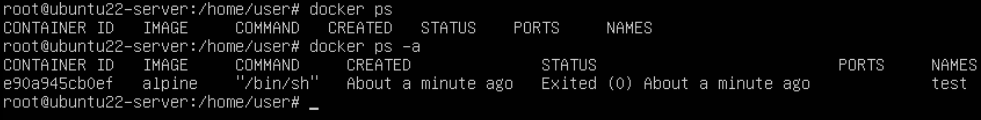 root@ubuntu22-server:/home/user# docker ps
CONTAINER ID   IMAGE     COMMAND   CREATED   STATUS    PORTS     NAMES
root@ubuntu22-server:/home/user# docker ps -a
CONTAINER ID   IMAGE     COMMAND     CREATED              STATUS                          PORTS     NAMES
e90a945cb0ef   alpine    "/bin/sh"   About a minute ago   Exited (0) About a minute ago             test
root@ubuntu22-server:/home/user# _